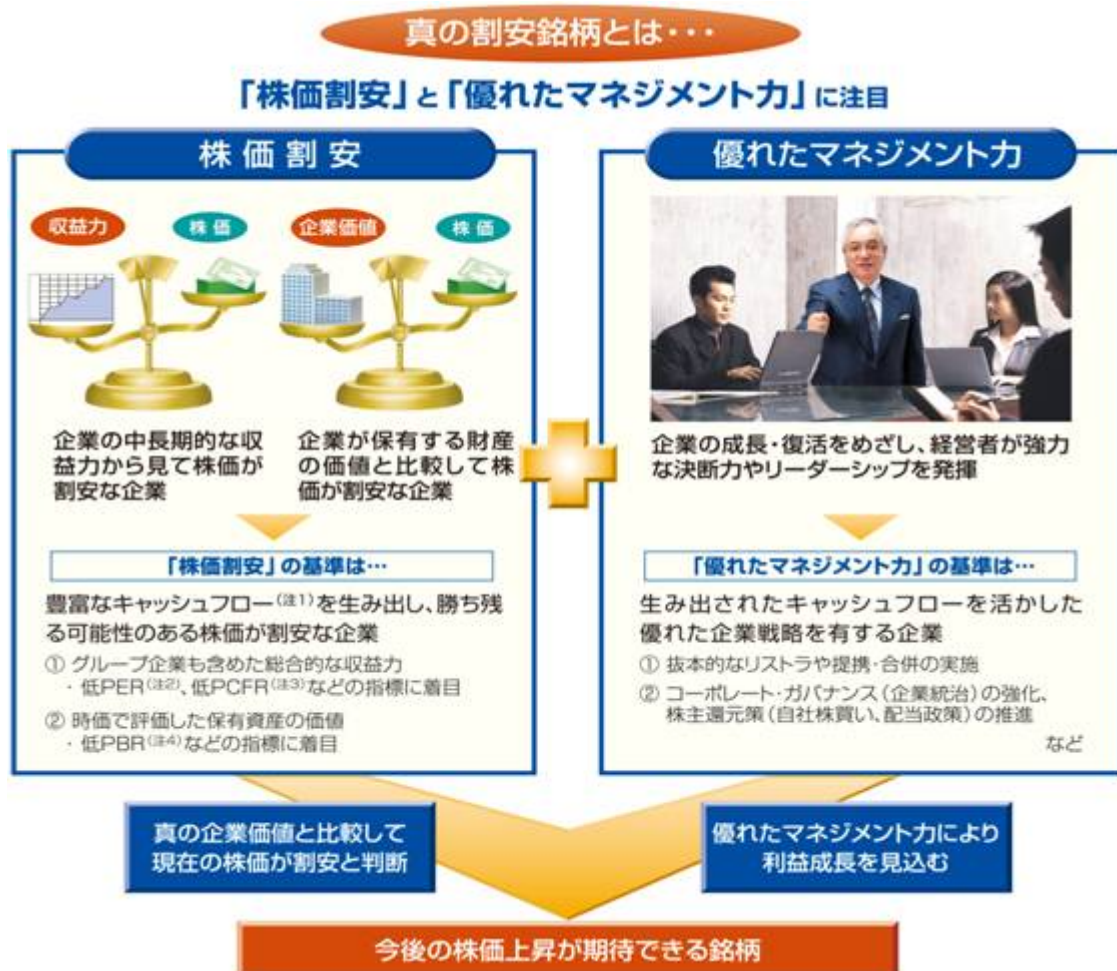 真の割安銘柄とは・・・
「株価割安」と「優れたマネジメント力」に注目
株価割安
収益力
株価
企業価値
株価
企業の中長期的な収
益力から見て株価が
割安な企業
企業が保有する財産
の価値と比較して株
価が割安な企業
「株価割安」の基準は…
豊富なキャッシュフロー(注1)を生み出し、勝ち残
る可能性のある株価が割安な企業
① グループ企業も含めた総合的な収益力
・低PER(注2)、低PCFR(注3)などの指標に着目
② 時価で評価した保有資産の価値
・低PBR(注4)などの指標に着目
優れたマネジメント力
企業の成長・復活をめざし、経営者が強力
な決断力やリーダーシップを発揮
「優れたマネジメント力」の基準は…
生み出されたキャッシュフローを活かした
優れた企業戦略を有する企業
① 抜本的なリストラや提携・合併の実施
② コーポレート・ガバナンス(企業統治)の強化、
株主還元策(自社株買い、配当政策)の推進
など
真の企業価値と比較して
現在の株価が割安と判断
優れたマネジメント力により
利益成長を見込む
今後の株価上昇が期待できる銘柄